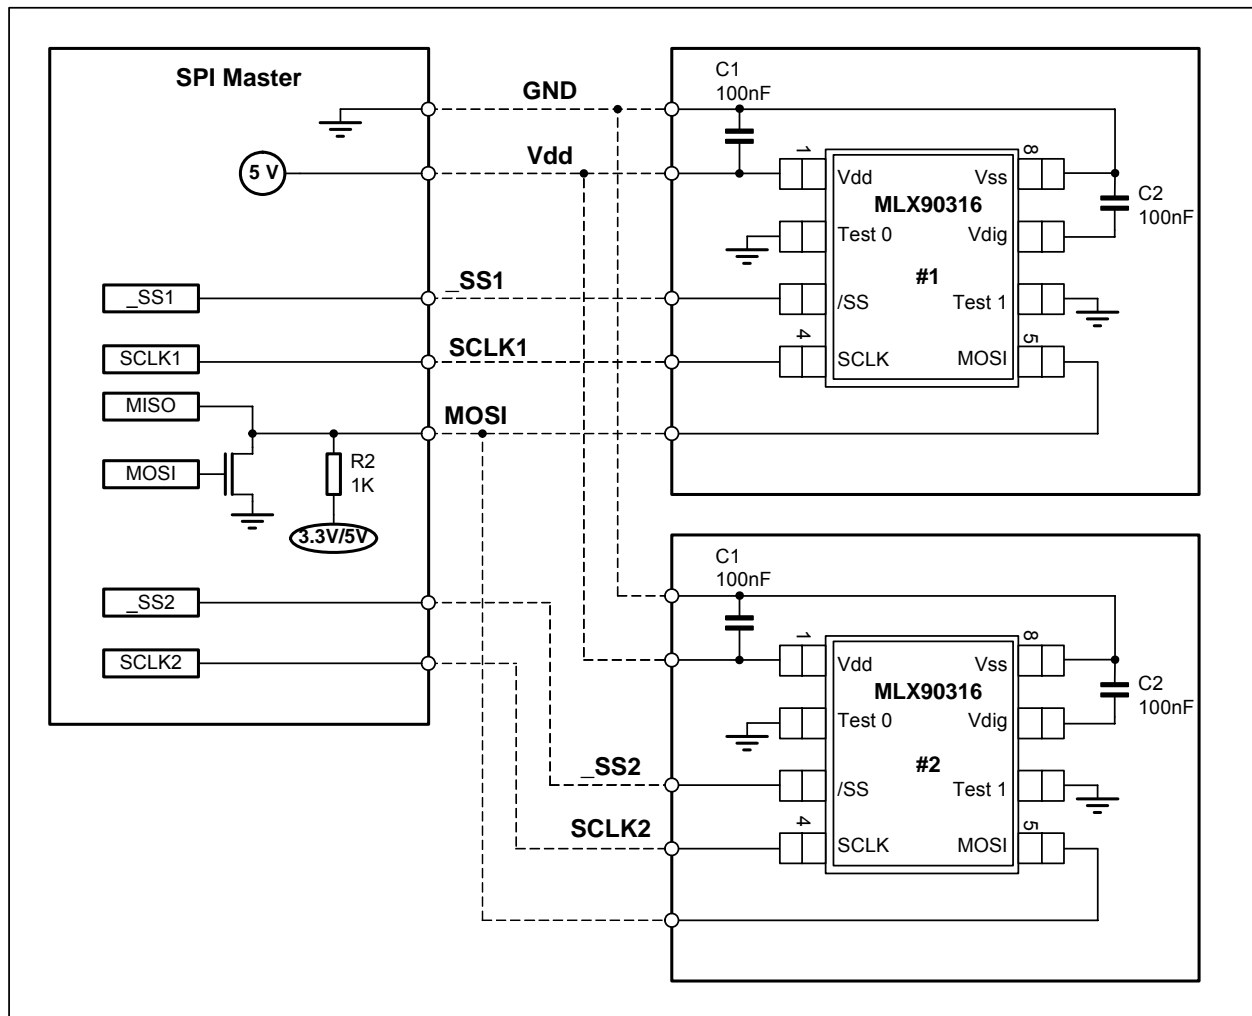 SPI Master
GND
Vdd
5 V
_SS1
_SS1
SCLK1
SCLK1
MISO
MOSI
MOSI
R2
1K
3.3V/5V
_SS2
SCLK2
_SS2
SCLK2
C1
100nF
1
8
Vdd
Vss
MLX90316
C2
100nF
Test 0
Vdig
#1
/SS
Test 1
4
5
SCLK
MOSI
C1
100nF
1
8
Vdd
Vss
MLX90316
C2
100nF
Test 0
Vdig
#2
/SS
Test 1
4
5
SCLK
MOSI